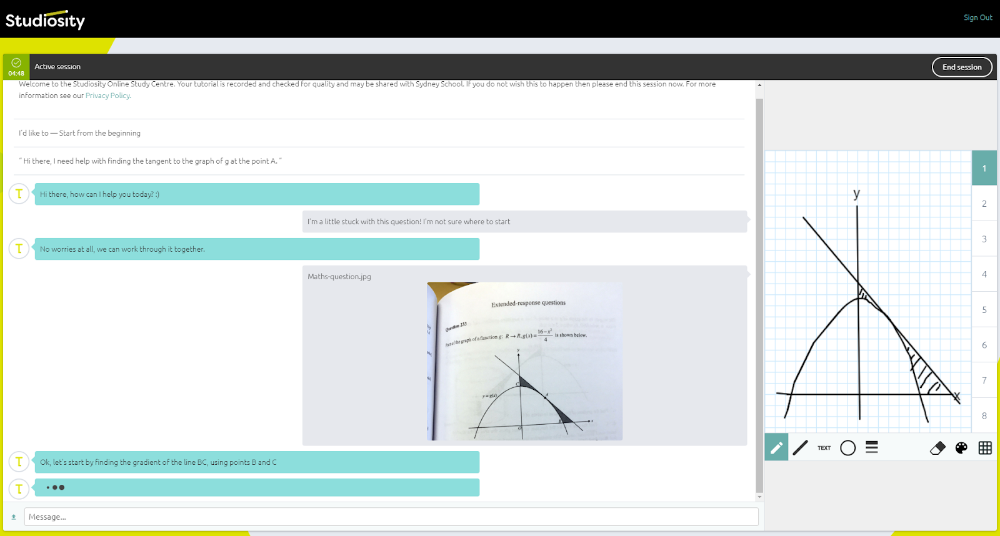 Studiosity
Sign Out
04:48
Active session
End session
Welcome to the Studiosity Online Study Centre. Your tutorial is recorded and checked for quality and may be shared with Sydney School. If you do not wish this to happen then please end this session now. For more
information see our Privacy Policy.
I'd like to — Start from the beginning
" Hi there, I need help with finding the tangent to the graph of g at the point A. "
T
Hi there, how can I help you today? :)
I'm a little stuck with this question! I'm not sure where to start
T
No worries at all, we can work through it together.
Maths-question.jpg
Extended-response questions
Question 233
Part of the graph of a function g: R → R, g(x) = 16 – x² / 4 is shown below.
y
C
y = g(x)
A
B
x
O
T
Ok, let's start by finding the gradient of the line BC, using points B and C
T
Message...
y
x
1
2
3
4
5
6
7
8
TEXT